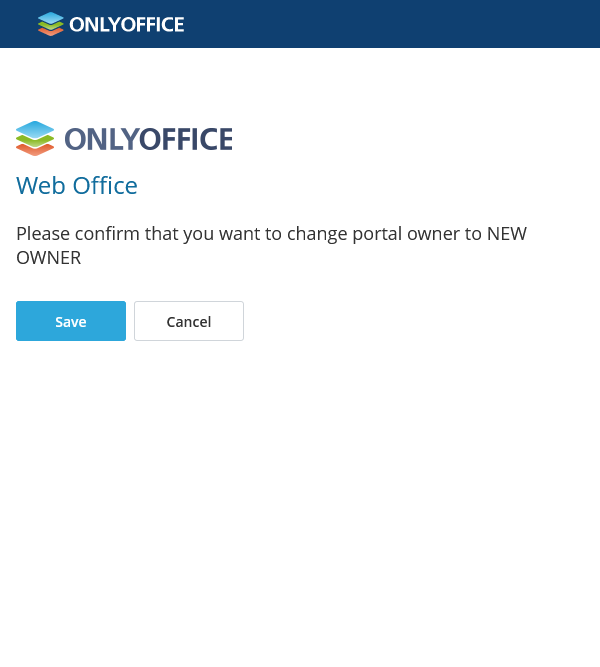 ONLYOFFICE
ONLYOFFICE
Web Office
Please confirm that you want to change portal owner to NEW
OWNER
Save Cancel